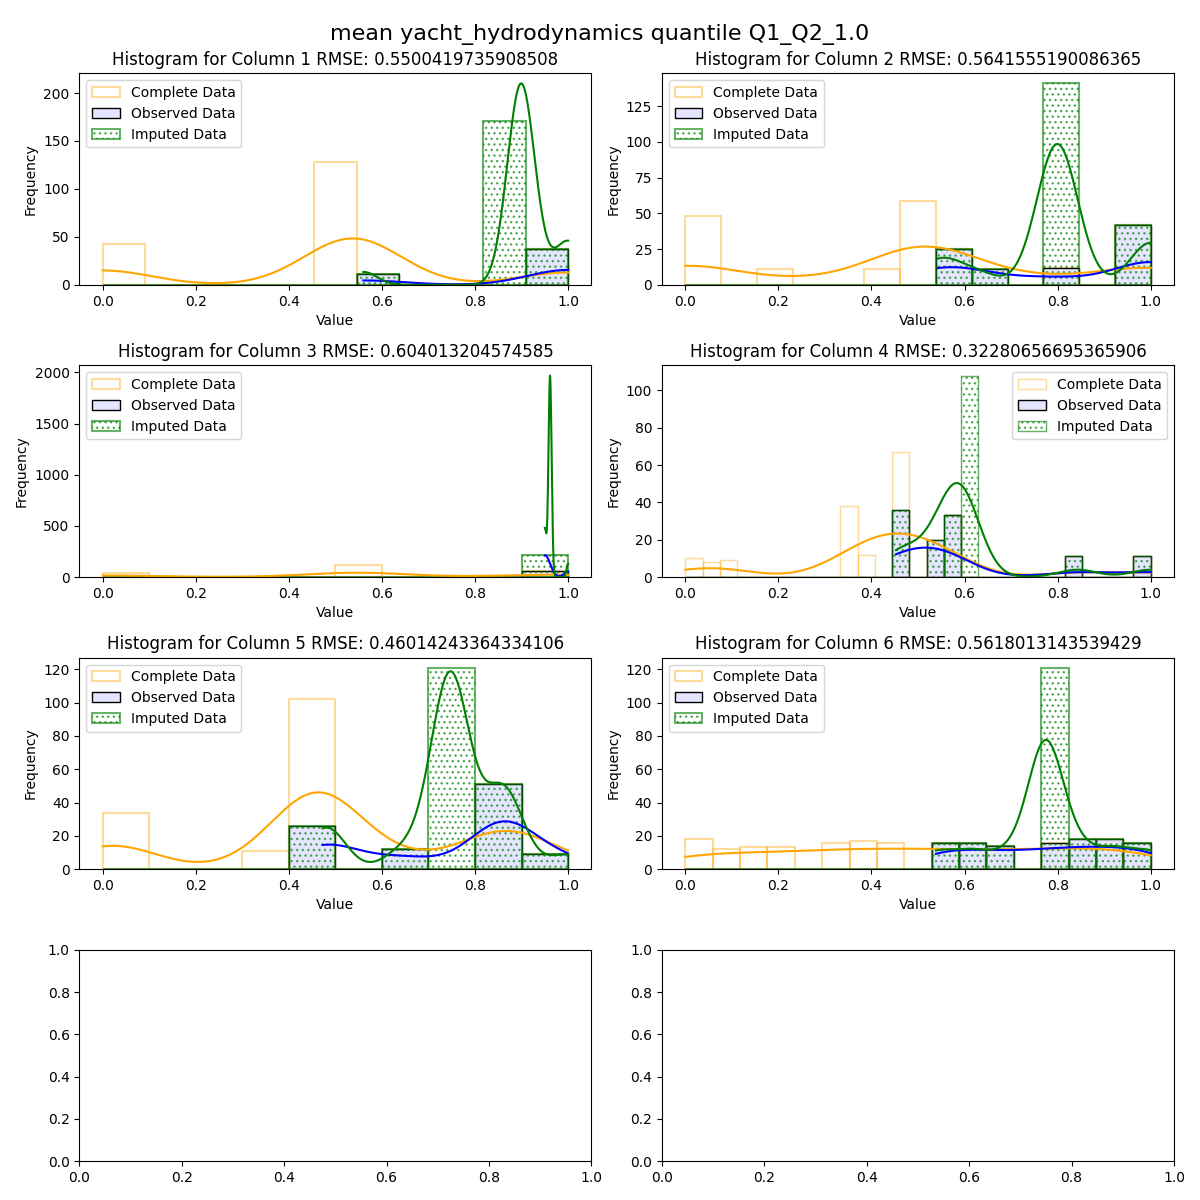 mean yacht_hydrodynamics quantile Q1_Q2_1.0
Histogram for Column 1 RMSE: 0.5500419735908508
Complete Data
Observed Data
Imputed Data
Frequency
200
150
100
50
0
0.0 0.2 0.4 0.6 0.8 1.0
Value
Histogram for Column 2 RMSE: 0.5641555190086365
Complete Data
Observed Data
Imputed Data
Frequency
125
100
75
50
25
0
0.0 0.2 0.4 0.6 0.8 1.0
Value
Histogram for Column 3 RMSE: 0.604013204574585
Complete Data
Observed Data
Imputed Data
Frequency
2000
1500
1000
500
0
0.0 0.2 0.4 0.6 0.8 1.0
Value
Histogram for Column 4 RMSE: 0.32280656695365906
Complete Data
Observed Data
Imputed Data
Frequency
100
80
60
40
20
0
0.0 0.2 0.4 0.6 0.8 1.0
Value
Histogram for Column 5 RMSE: 0.46014243364334106
Complete Data
Observed Data
Imputed Data
Frequency
120
100
80
60
40
20
0
0.0 0.2 0.4 0.6 0.8 1.0
Value
Histogram for Column 6 RMSE: 0.5618013143539429
Complete Data
Observed Data
Imputed Data
Frequency
120
100
80
60
40
20
0
0.0 0.2 0.4 0.6 0.8 1.0
Value
1.0
0.8
0.6
0.4
0.2
0.0
0.0 0.2 0.4 0.6 0.8 1.0
1.0
0.8
0.6
0.4
0.2
0.0
0.0 0.2 0.4 0.6 0.8 1.0